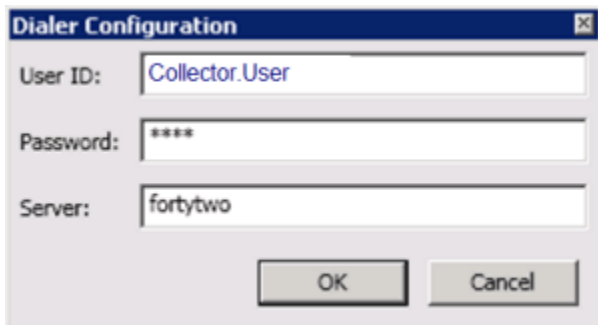 Dialer Configuration
User ID: Collector.User
Password: ****
Server: fortytwo
OK Cancel